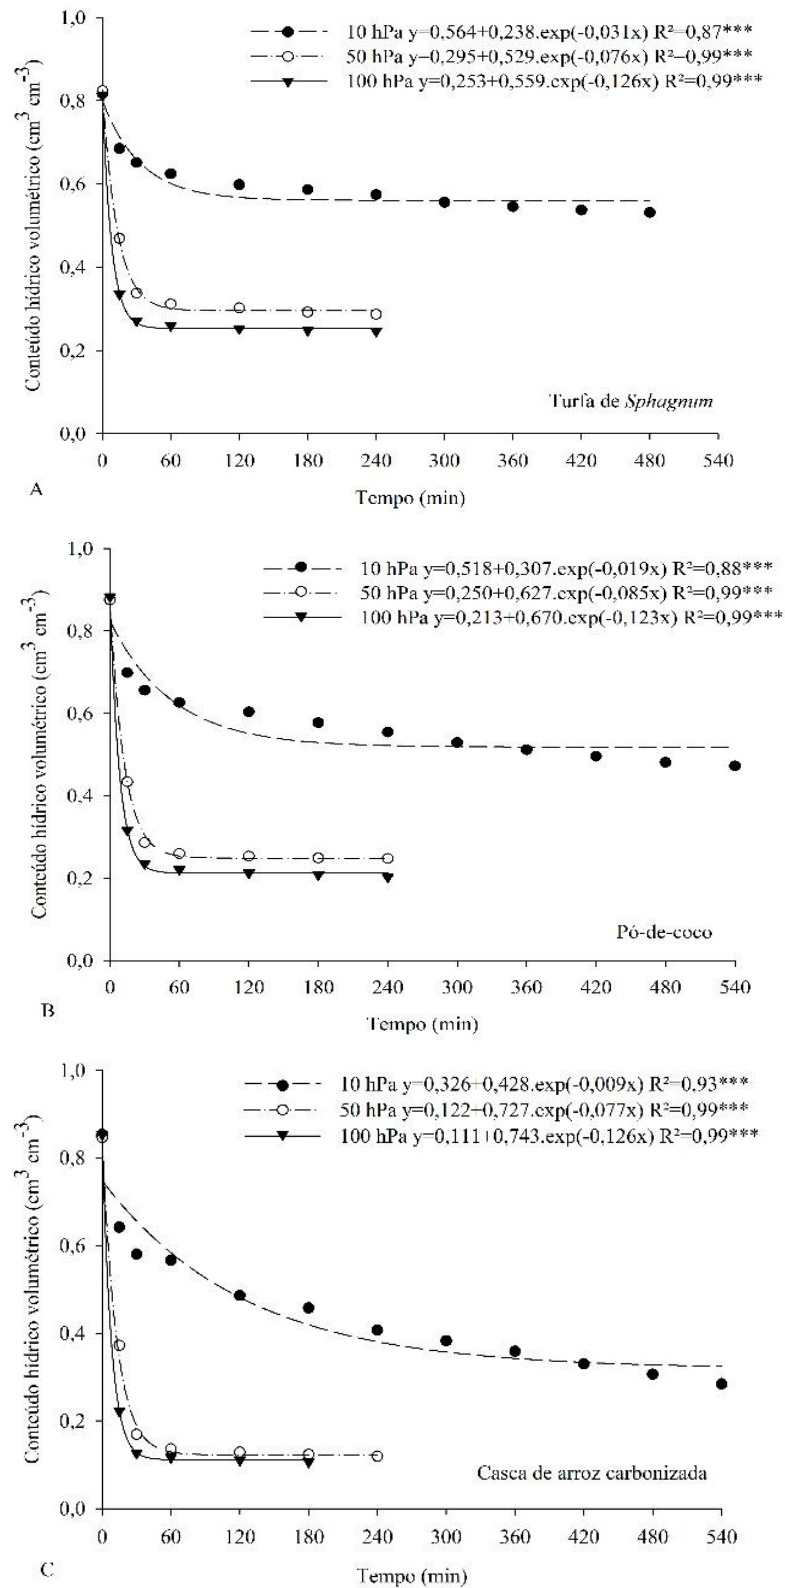 1,0
10 hPa y=0,564+0,238.exp(-0,031x) R²=0,87***
50 hPa y=0,295+0,529.exp(-0,076x) R²=0,99***
100 hPa y=0,253+0,559.exp(-0,126x) R²=0,99***
0,8
0,6
0,4
0,2
0,0
Conteúdo hídrico volumétrico (cm³ cm⁻³)
Turfa de Sphagnum
0 60 120 180 240 300 360 420 480 540
A
Tempo (min)
1,0
10 hPa y=0,518+0,307.exp(-0,019x) R²=0,88***
50 hPa y=0,250+0,627.exp(-0,085x) R²=0,99***
100 hPa y=0,213+0,670.exp(-0,123x) R²=0,99***
0,8
0,6
0,4
0,2
0,0
Conteúdo hídrico volumétrico (cm³ cm⁻³)
Pó-de-coco
0 60 120 180 240 300 360 420 480 540
B
Tempo (min)
1,0
10 hPa y=0,326+0,428.exp(-0,009x) R²=0.93***
50 hPa y=0,122+0,727.exp(-0,077x) R²=0,99***
100 hPa y=0,111+0,743.exp(-0,126x) R²=0,99***
0,8
0,6
0,4
0,2
0,0
Conteúdo hídrico volumétrico (cm³ cm⁻³)
Casca de arroz carbonizada
0 60 120 180 240 300 360 420 480 540
C
Tempo (min)